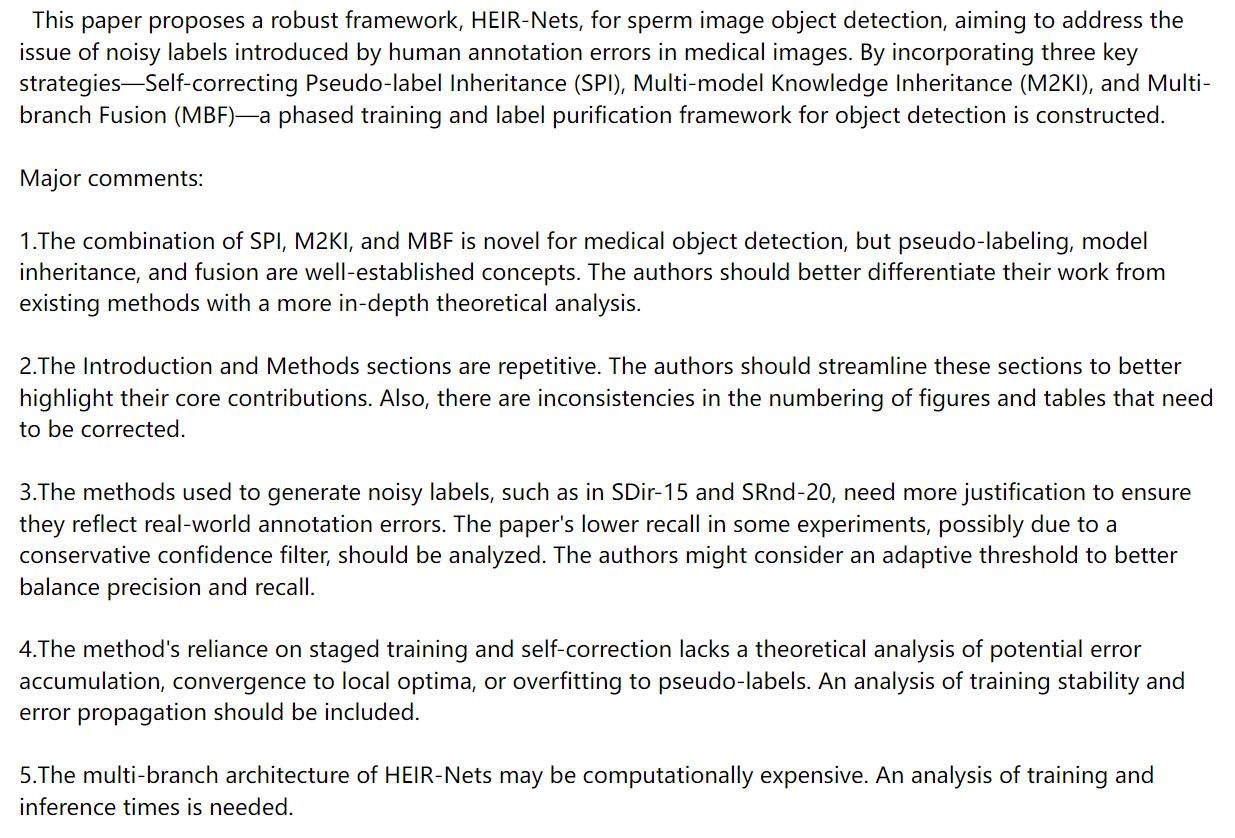 This paper proposes a robust framework, HEIR-Nets, for sperm image object detection, aiming to address the
issue of noisy labels introduced by human annotation errors in medical images. By incorporating three key
strategies—Self-correcting Pseudo-label Inheritance (SPI), Multi-model Knowledge Inheritance (M2KI), and Multi-
branch Fusion (MBF)—a phased training and label purification framework for object detection is constructed.
Major comments:
1.The combination of SPI, M2KI, and MBF is novel for medical object detection, but pseudo-labeling, model
inheritance, and fusion are well-established concepts. The authors should better differentiate their work from
existing methods with a more in-depth theoretical analysis.
2.The Introduction and Methods sections are repetitive. The authors should streamline these sections to better
highlight their core contributions. Also, there are inconsistencies in the numbering of figures and tables that need
to be corrected.
3.The methods used to generate noisy labels, such as in SDir-15 and SRnd-20, need more justification to ensure
they reflect real-world annotation errors. The paper's lower recall in some experiments, possibly due to a
conservative confidence filter, should be analyzed. The authors might consider an adaptive threshold to better
balance precision and recall.
4.The method's reliance on staged training and self-correction lacks a theoretical analysis of potential error
accumulation, convergence to local optima, or overfitting to pseudo-labels. An analysis of training stability and
error propagation should be included.
5.The multi-branch architecture of HEIR-Nets may be computationally expensive. An analysis of training and
inference times is needed.